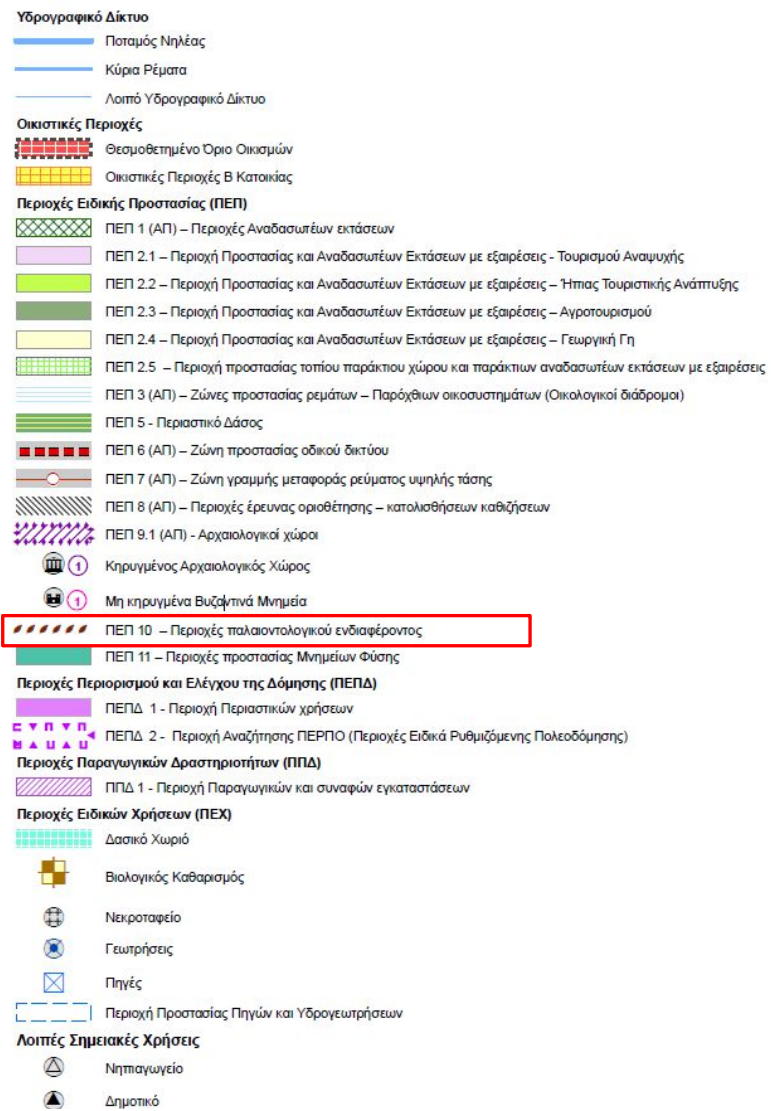 Υδρογραφικό Δίκτυο
Ποταμός Νηλέας
Κύρια Ρέματα
Λοιπό Υδρογραφικό Δίκτυο
Οικιστικές Περιοχές
Θεσμοθετημένο Όριο Οικισμών
Οικιστικές Περιοχές Β Κατοικίας
Περιοχές Ειδικής Προστασίας (ΠΕΠ)
ΠΕΠ 1 (ΑΠ) – Περιοχές Αναδασωτέων εκτάσεων
ΠΕΠ 2.1 – Περιοχή Προστασίας και Αναδασωτέων Εκτάσεων με εξαιρέσεις - Τουρισμού Αναψυχής
ΠΕΠ 2.2 – Περιοχή Προστασίας και Αναδασωτέων Εκτάσεων με εξαιρέσεις – Ήπιας Τουριστικής Ανάπτυξης
ΠΕΠ 2.3 – Περιοχή Προστασίας και Αναδασωτέων Εκτάσεων με εξαιρέσεις – Αγροτουρισμού
ΠΕΠ 2.4 – Περιοχή Προστασίας και Αναδασωτέων Εκτάσεων με εξαιρέσεις – Γεωργική Γη
ΠΕΠ 2.5 – Περιοχή προστασίας τοπίου παράκτιου χώρου και παράκτιων αναδασωτέων εκτάσεων με εξαιρέσεις
ΠΕΠ 3 (ΑΠ) – Ζώνες προστασίας ρεμάτων – Παρόχθιων οικοσυστημάτων (Οικολογικοί διάδρομοι)
ΠΕΠ 5 - Περιαστικό Δάσος
ΠΕΠ 6 (ΑΠ) – Ζώνη προστασίας οδικού δικτύου
ΠΕΠ 7 (ΑΠ) – Ζώνη γραμμής μεταφοράς ρεύματος υψηλής τάσης
ΠΕΠ 8 (ΑΠ) – Περιοχές έρευνας οριοθέτησης – κατολισθήσεων καθιζήσεων
ΠΕΠ 9.1 (ΑΠ) - Αρχαιολογικοί χώροι
1 Κηρυγμένος Αρχαιολογικός Χώρος
1 Μη κηρυγμένα Βυζαντινά Μνημεία
ΠΕΠ 10 – Περιοχές παλαιοντολογικού ενδιαφέροντος
ΠΕΠ 11 – Περιοχές προστασίας Μνημείων Φύσης
Περιοχές Περιορισμού και Ελέγχου της Δόμησης (ΠΕΠΔ)
ΠΕΠΔ 1 - Περιοχή Περιαστικών χρήσεων
ΠΕΠΔ 2 - Περιοχή Αναζήτησης ΠΕΡΠΟ (Περιοχές Ειδικά Ρυθμιζόμενης Πολεοδόμησης)
Περιοχές Παραγωγικών Δραστηριοτήτων (ΠΠΔ)
ΠΠΔ 1 - Περιοχή Παραγωγικών και συναφών εγκαταστάσεων
Περιοχές Ειδικών Χρήσεων (ΠΕΧ)
Δασικό Χωριό
Βιολογικός Καθαρισμός
Νεκροταφείο
Γεωτρήσεις
Πηγές
Περιοχή Προστασίας Πηγών και Υδρογεωτρήσεων
Λοιπές Σημειακές Χρήσεις
Νηπιαγωγείο
Δημοτικό